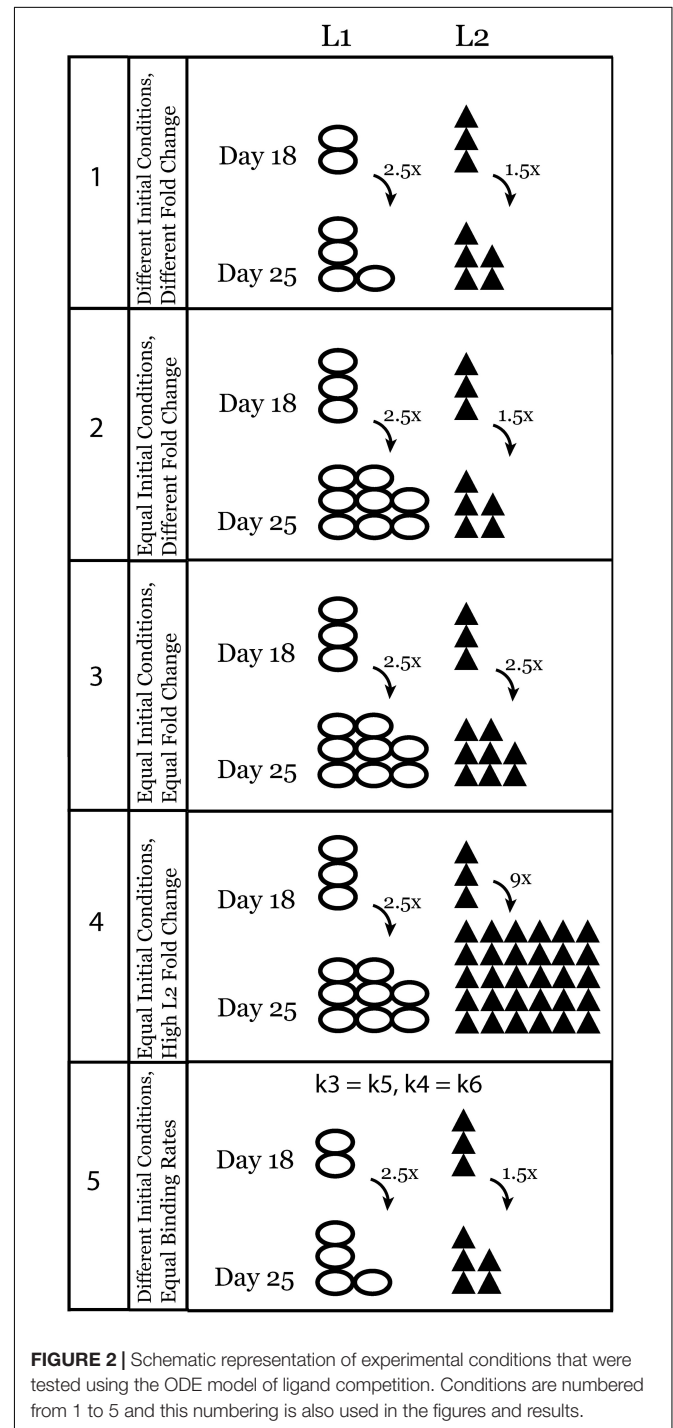 L1 L2
1
Different Initial Conditions,
Different Fold Change
Day 18
2.5x
1.5x
Day 25
2
Equal Initial Conditions,
Different Fold Change
Day 18
2.5x
1.5x
Day 25
3
Equal Initial Conditions,
Equal Fold Change
Day 18
2.5x
2.5x
Day 25
4
Equal Initial Conditions,
High L2 Fold Change
Day 18
2.5x
9x
Day 25
5
Different Initial Conditions,
Equal Binding Rates
k3 = k5, k4 = k6
Day 18
2.5x
1.5x
Day 25
FIGURE 2 | Schematic representation of experimental conditions that were
tested using the ODE model of ligand competition. Conditions are numbered
from 1 to 5 and this numbering is also used in the figures and results.